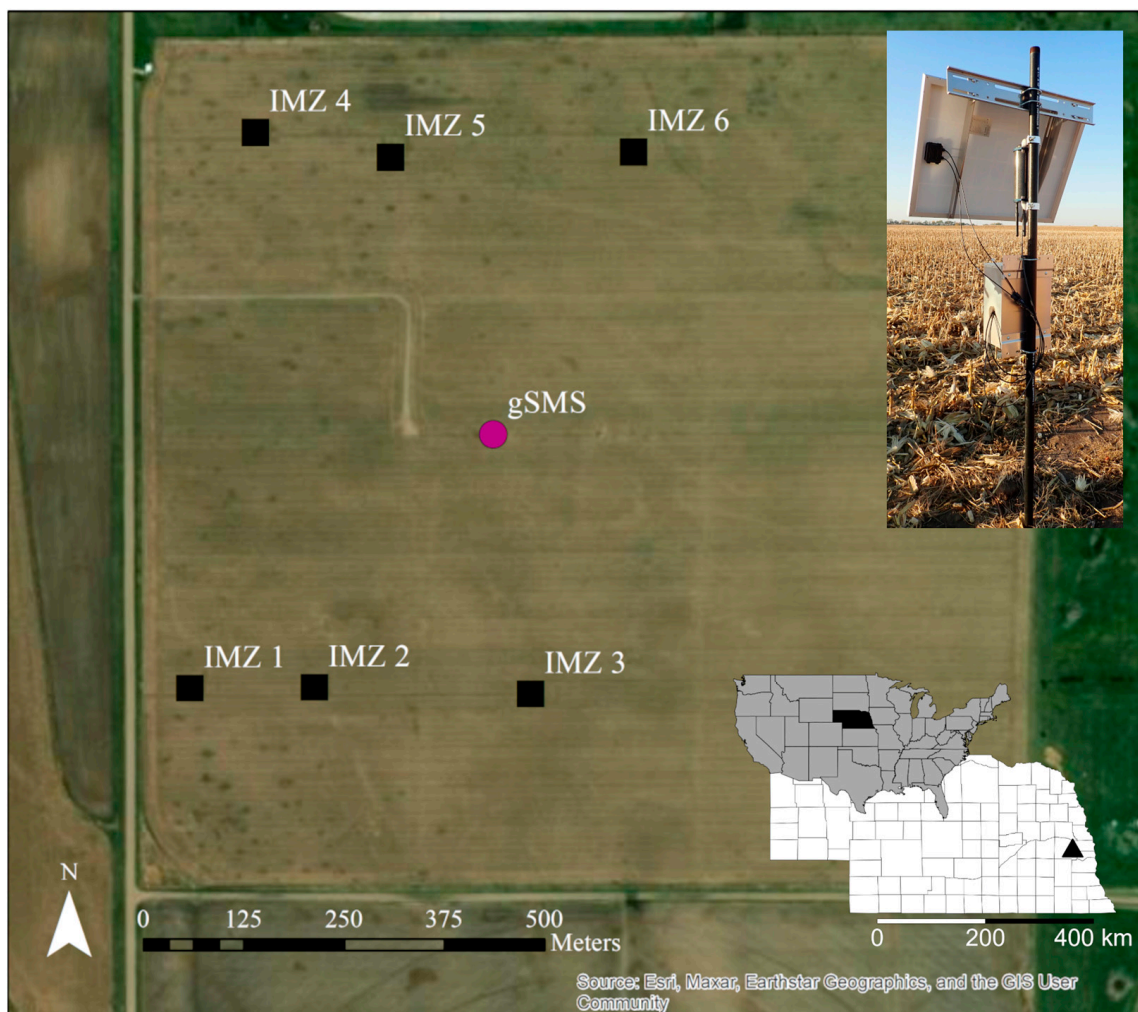 IMZ 4
IMZ 5
IMZ 6
gSMS
IMZ 1
IMZ 2
IMZ 3
N
0 125 250 375 500
Meters
0 200 400 km
Source: Esri, Maxar, Earthstar Geographics, and the GIS User
Community